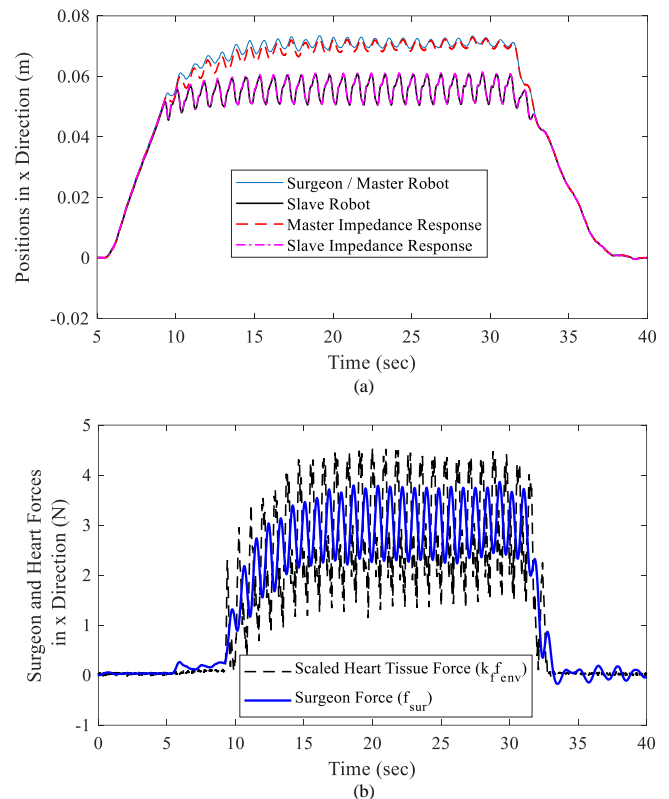 0.08
0.06
0.04
0.02
0
-0.02
Positions in x Direction (m)
Surgeon / Master Robot
Slave Robot
Master Impedance Response
Slave Impedance Response
5 10 15 20 25 30 35 40
Time (sec)
(a)
5
4
3
2
1
0
-1
Surgeon and Heart Forces
in x Direction (N)
Scaled Heart Tissue Force (k_f f_env)
Surgeon Force (f_sur)
0 5 10 15 20 25 30 35 40
Time (sec)
(b)